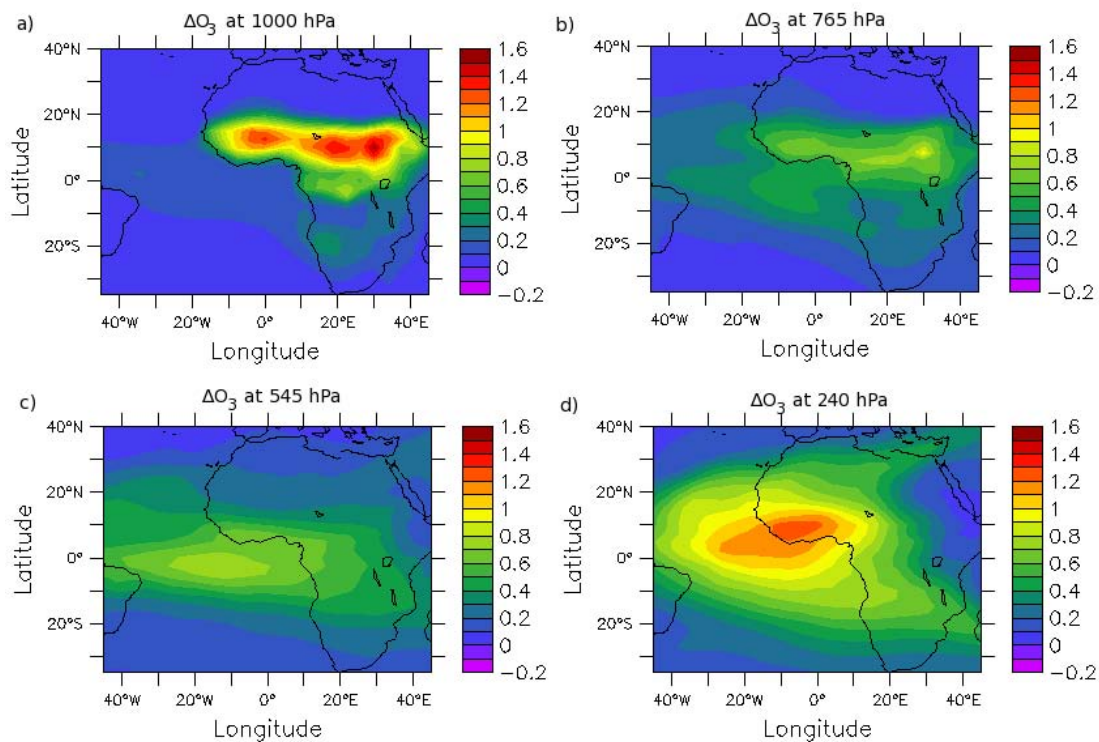 a) ΔO₃ at 1000 hPa
40°N
20°N
0°
20°S
Latitude
40°W 20°W 0° 20°E 40°E
Longitude
1.6
1.4
1.2
1
0.8
0.6
0.4
0.2
0
−0.2
b) ΔO₃ at 765 hPa
40°N
20°N
0°
20°S
Latitude
40°W 20°W 0° 20°E 40°E
Longitude
1.6
1.4
1.2
1
0.8
0.6
0.4
0.2
0
−0.2
c) ΔO₃ at 545 hPa
40°N
20°N
0°
20°S
Latitude
40°W 20°W 0° 20°E 40°E
Longitude
1.6
1.4
1.2
1
0.8
0.6
0.4
0.2
0
−0.2
d) ΔO₃ at 240 hPa
40°N
20°N
0°
20°S
Latitude
40°W 20°W 0° 20°E 40°E
Longitude
1.6
1.4
1.2
1
0.8
0.6
0.4
0.2
0
−0.2